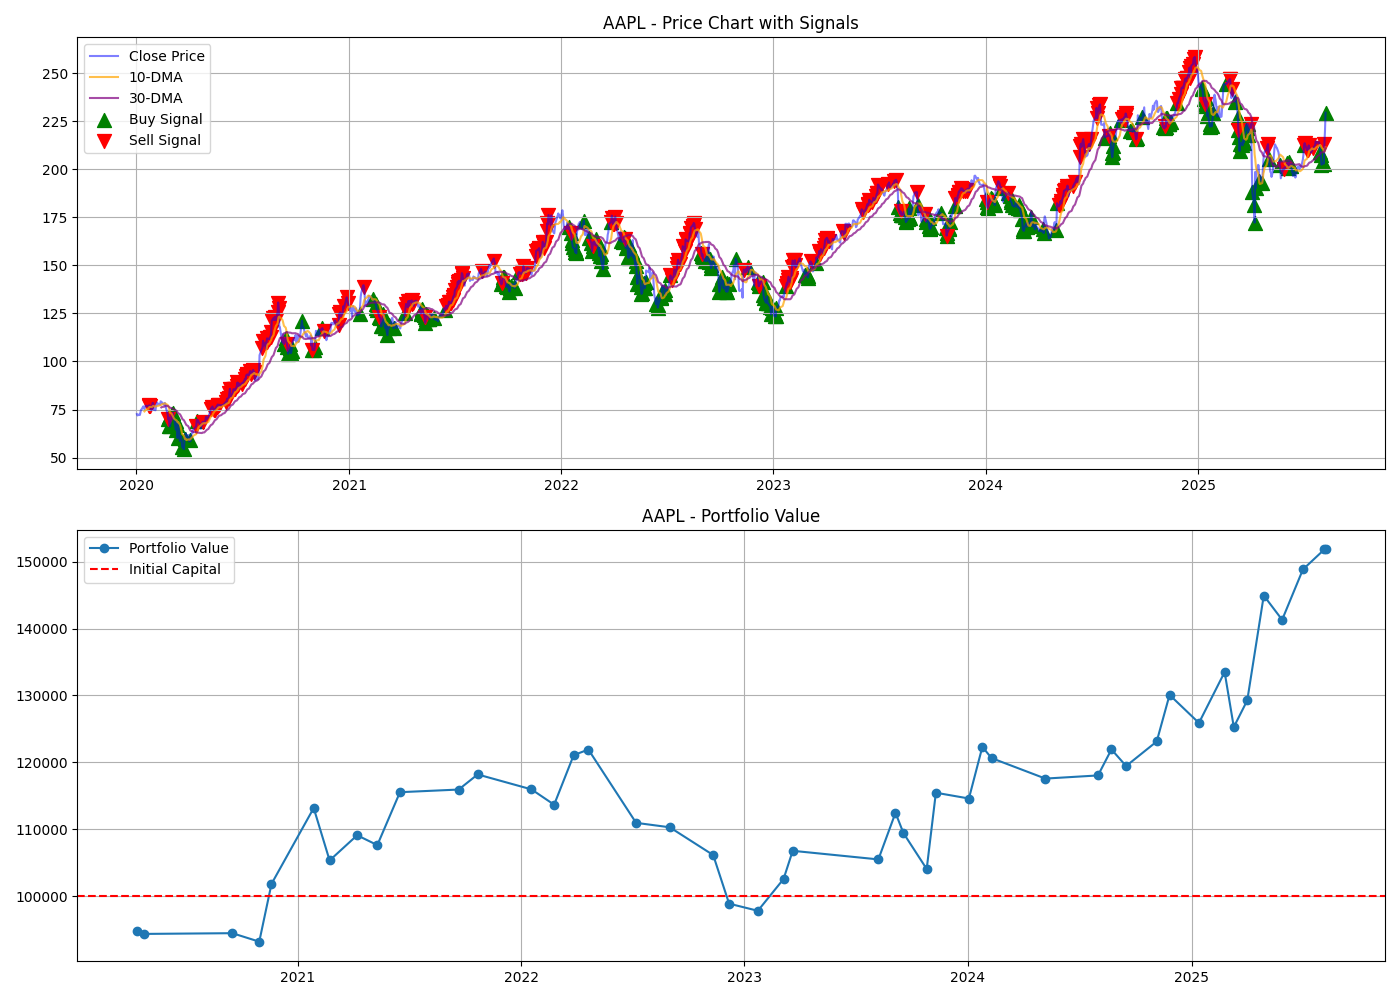 AAPL - Price Chart with Signals
Close Price
10-DMA
30-DMA
Buy Signal
Sell Signal
250
225
200
175
150
125
100
75
50
2020
2021
2022
2023
2024
2025
AAPL - Portfolio Value
Portfolio Value
Initial Capital
150000
140000
130000
120000
110000
100000
2021
2022
2023
2024
2025